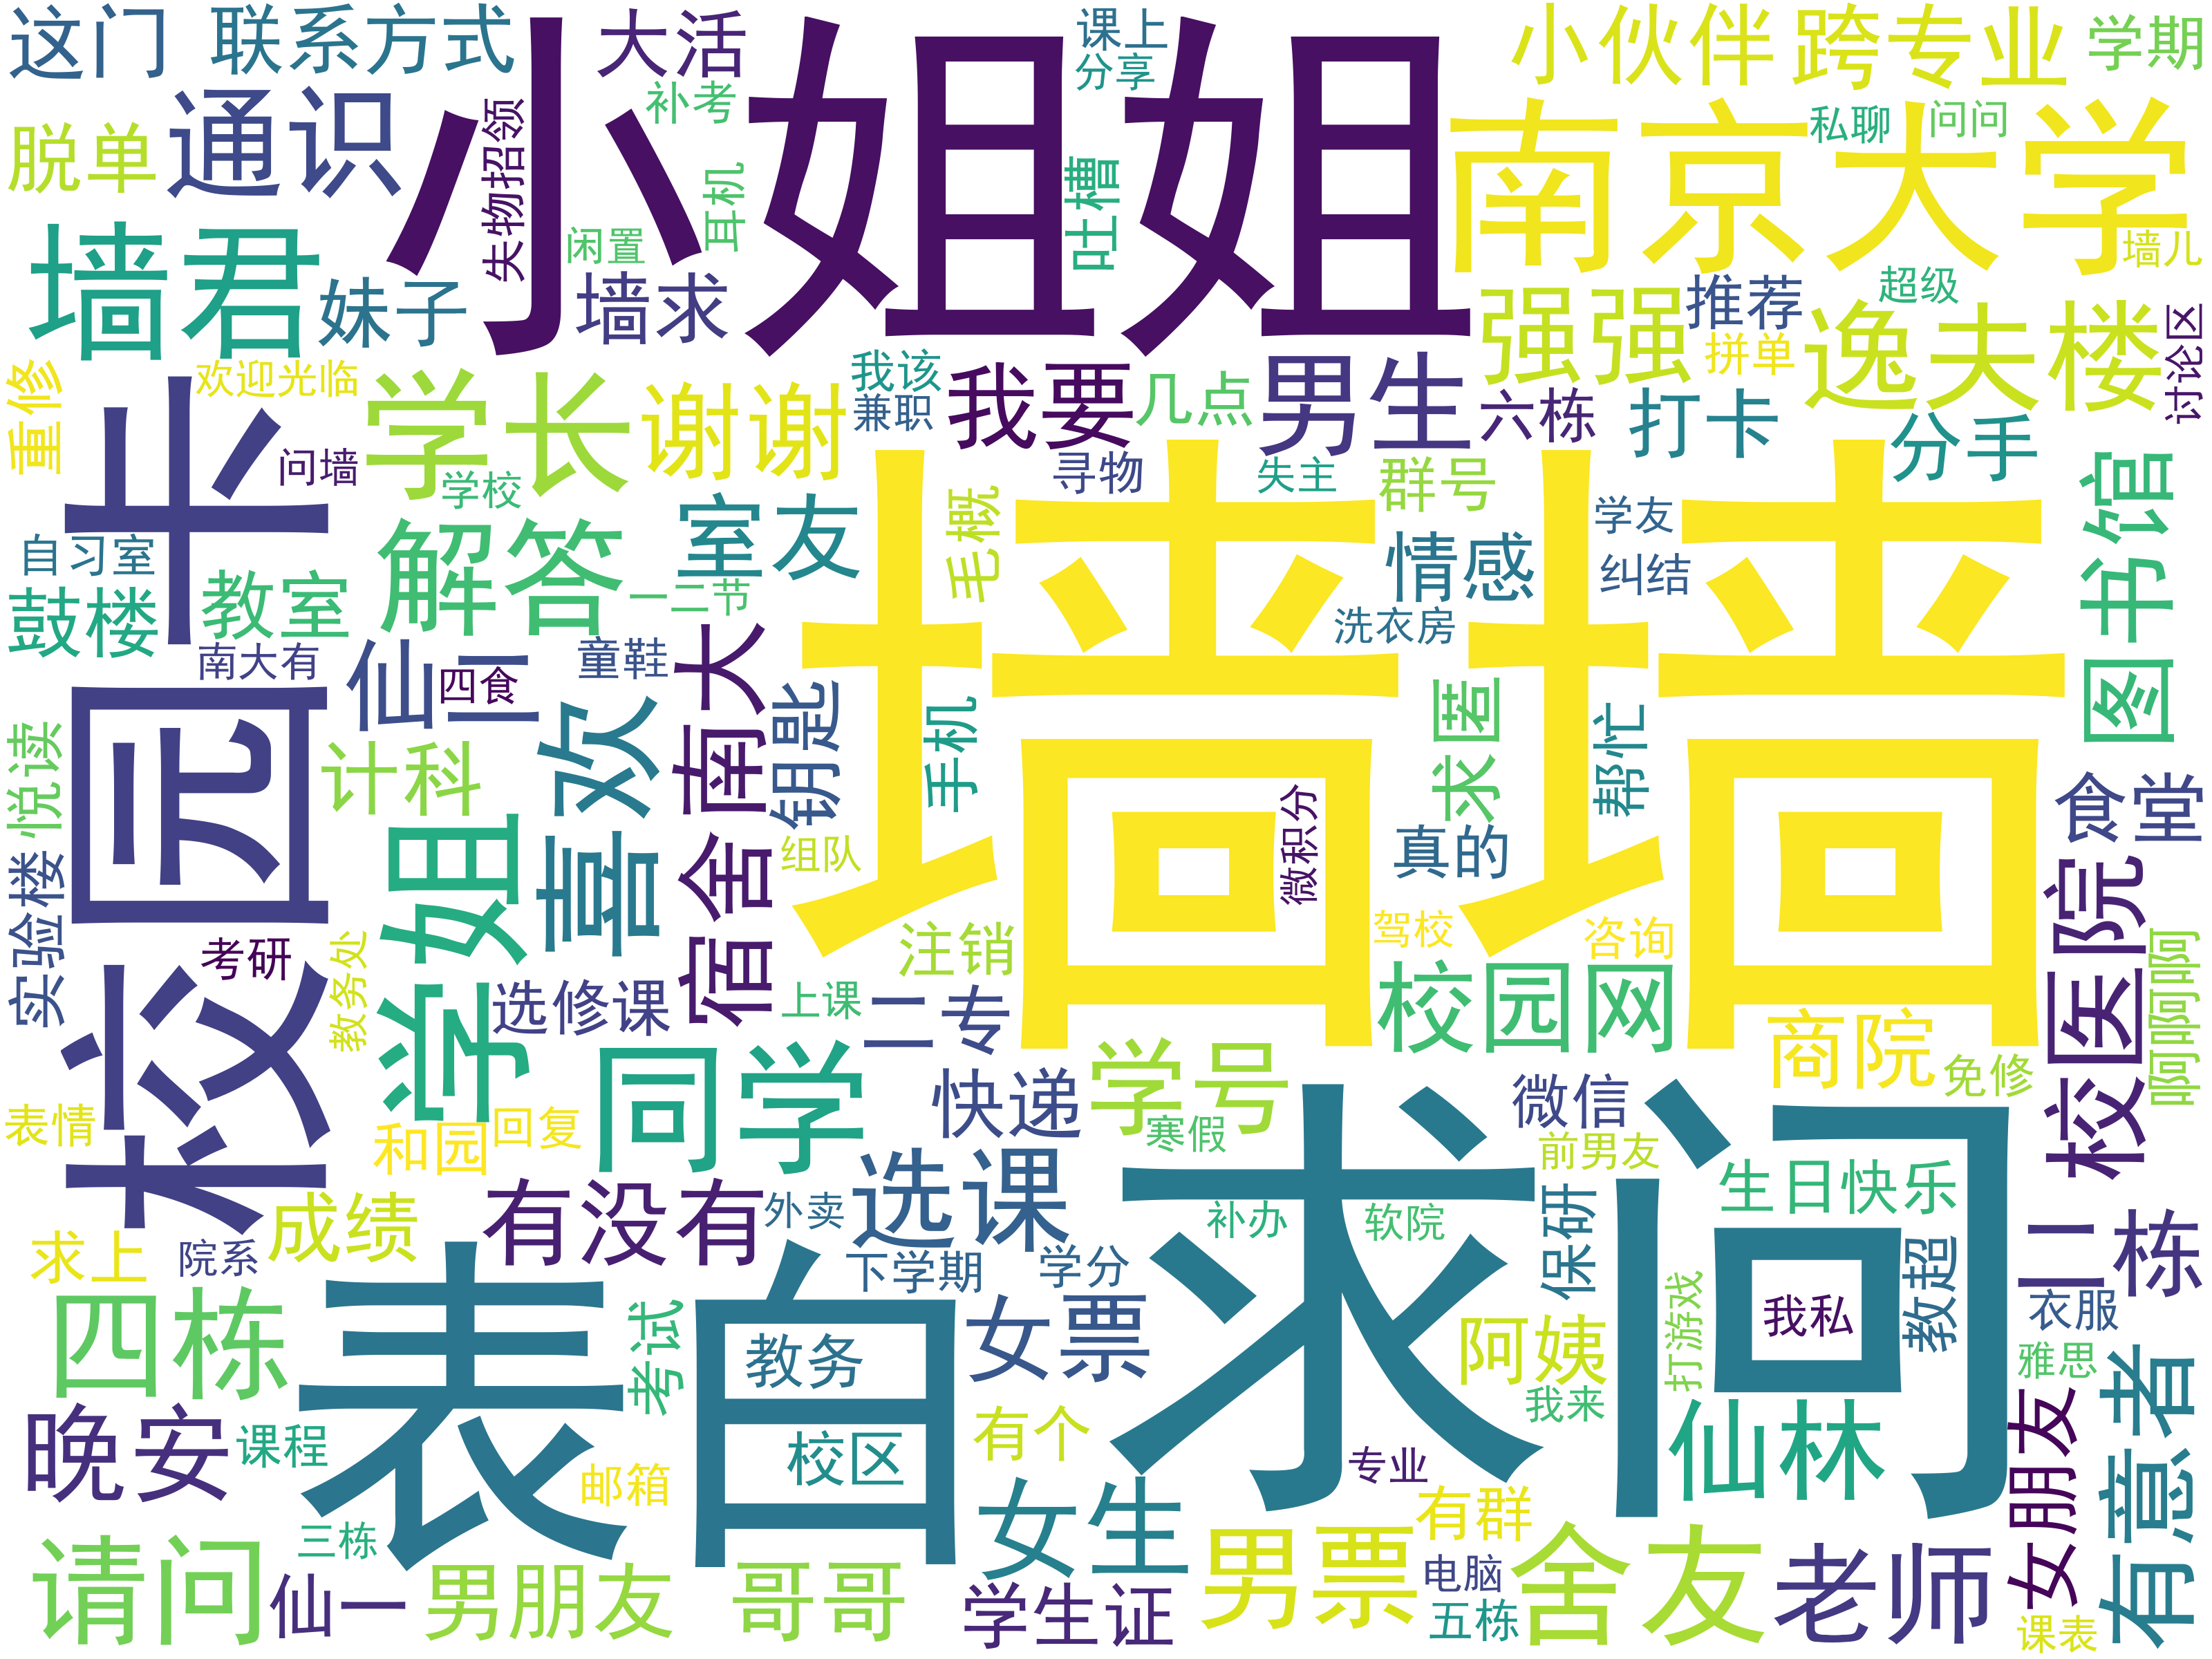 这门
联系方式
大活
小姐姐
课上
分享
小伙伴
跨专业
学期
脱单
通识
失物招领
补考
耳机
吐槽
南京大学
私聊
问问
墙儿
墙君
妹子
闲置
墙求
强强
推荐
超级
逸夫楼
讨论区
拼单
重修
欢迎光临
校园卡
问墙
学长
学校
谢谢
我该
兼职
我要
几点
男生
六栋
打卡
分手
寻物
失主
群号
图书馆
自习室
鼓楼
教室
解答
室友
一二节
毛概
墙墙
情感
学友
纠结
洗衣房
南大有
仙二
四食
童鞋
喜欢
南大
钥匙
手机
求匿
帮忙
悦读
计科
学姐
宿舍
组队
微积分
真的
食堂
实验楼
考研
教务处
选修课
注销
上课
二专
驾校
咨询
校园网
校医院
啊啊啊啊
商院
免修
表情
和园
回复
同学
快递
学号
寒假
微信
前男友
求问
生日快乐
求上
院系
成绩
有没有
外卖
选课
下学期
学分
补办
软院
保研
教超
二栋
衣服
四栋
表白
考试
教务
女票
阿姨
打游戏
我私
雅思
我来
晚安
课程
邮箱
校区
有个
专业
仙林
女朋友
有意者
请问
三栋
仙一
男朋友
哥哥
女生
学生证
男票
有群
电脑
五栋
舍友
老师
课表